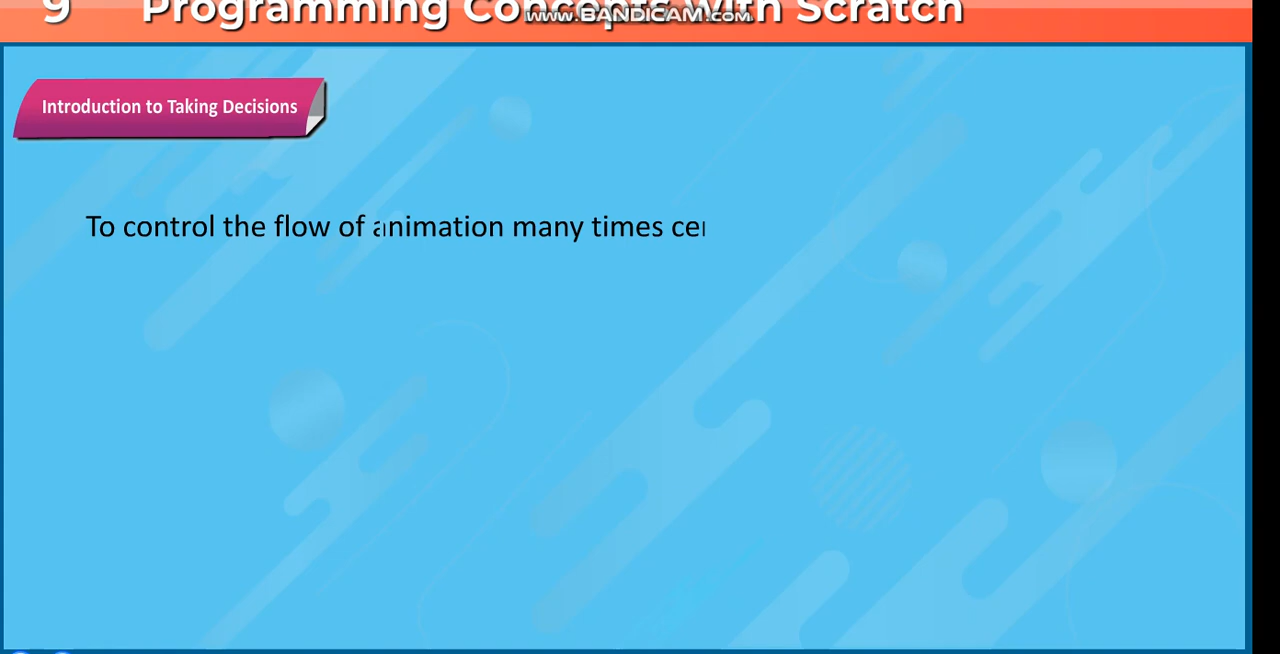 9 Programming Concepts With Scratch
www.BANDICAM.com
Introduction to Taking Decisions
To control the flow of animation many times